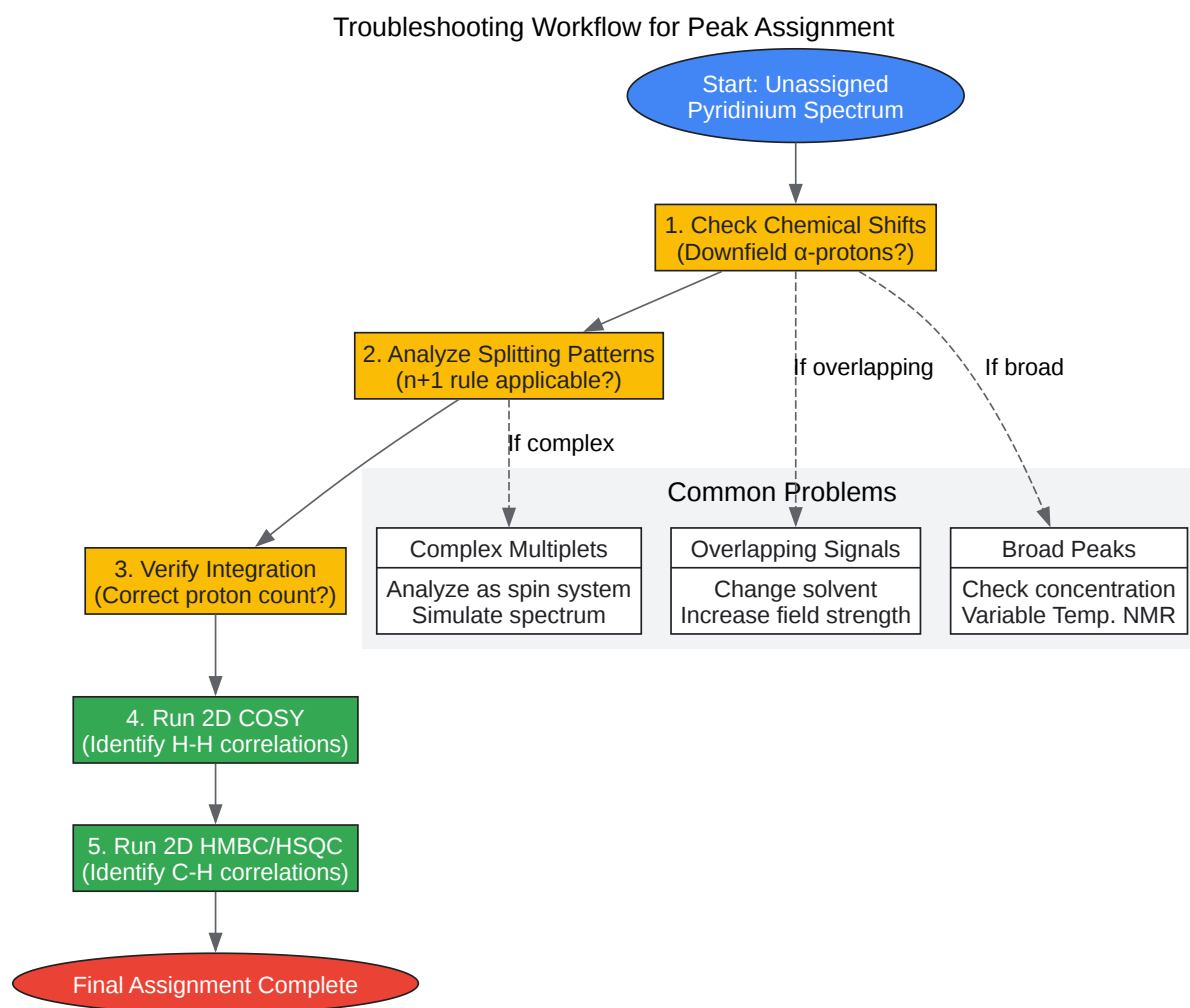 Troubleshooting Workflow for Peak Assignment
Start: Unassigned
Pyridinium Spectrum
1. Check Chemical Shifts
(Downfield α-protons?)
2. Analyze Splitting Patterns
(n+1 rule applicable?)
If overlapping
If broad
If complex
Common Problems
Complex Multiplets
Analyze as spin system
Simulate spectrum
Overlapping Signals
Change solvent
Increase field strength
Broad Peaks
Check concentration
Variable Temp. NMR
3. Verify Integration
(Correct proton count?)
4. Run 2D COSY
(Identify H-H correlations)
5. Run 2D HMBC/HSQC
(Identify C-H correlations)
Final Assignment Complete